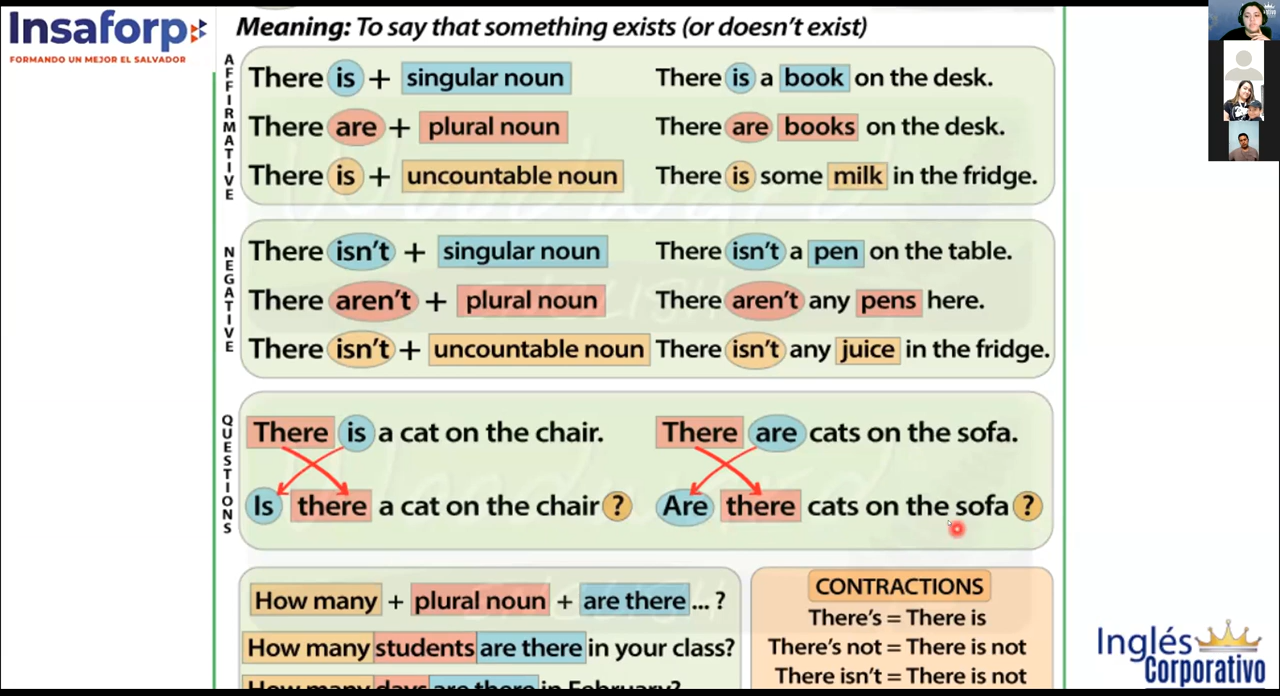 Insaforp
FORMANDO UN MEJOR EL SALVADOR
Meaning: To say that something exists (or doesn't exist)
AFFIRMATIVE
There is + singular noun There is a book on the desk.
There are + plural noun There are books on the desk.
There is + uncountable noun There is some milk in the fridge.
NEGATIVE
There isn't + singular noun There isn't a pen on the table.
There aren't + plural noun There aren't any pens here.
There isn't + uncountable noun There isn't any juice in the fridge.
QUESTIONS
There is a cat on the chair. There are cats on the sofa.
Is there a cat on the chair ? Are there cats on the sofa ?
How many + plural noun + are there ... ?
How many students are there in your class?
How many days are there in February?
CONTRACTIONS
There's = There is
There's not = There is not
There isn't = There is not
Inglés
Corporativo